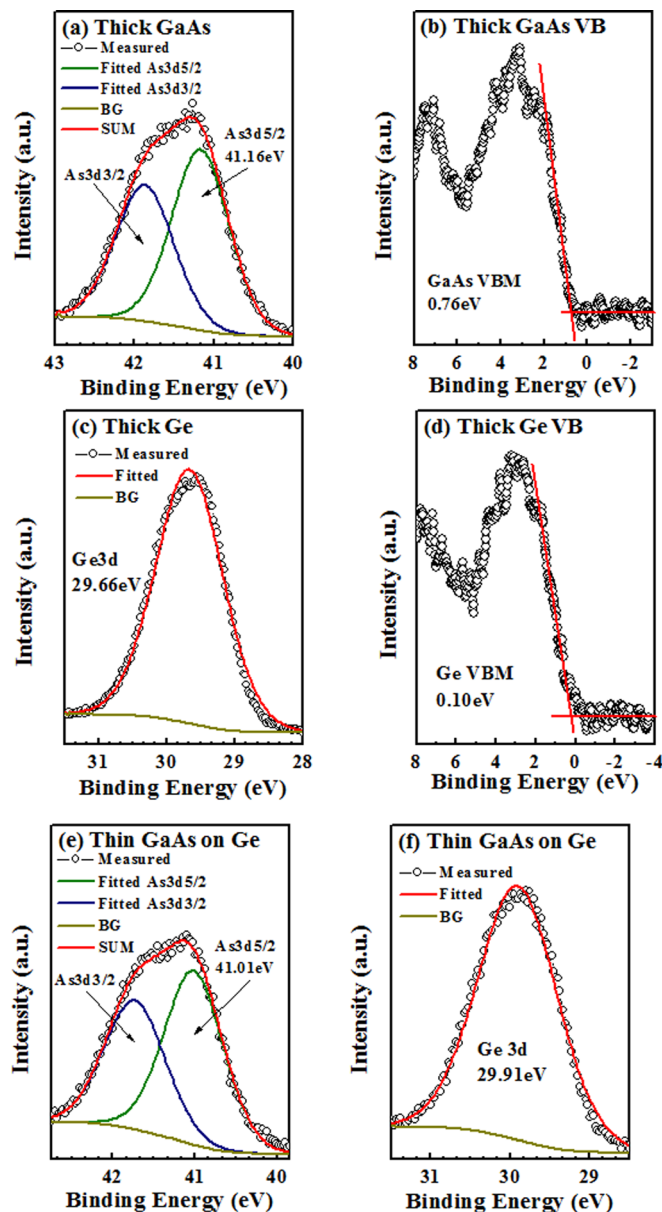 (a) Thick GaAs
Measured
Fitted As3d5/2
Fitted As3d3/2
BG
SUM
As3d5/2
41.16eV
As3d3/2
Intensity (a.u.)
43 42 41 40
Binding Energy (eV)
(b) Thick GaAs VB
GaAs VBM
0.76eV
Intensity (a.u.)
8 6 4 2 0 -2
Binding Energy (eV)
(c) Thick Ge
Measured
Fitted
BG
Ge3d
29.66eV
Intensity (a.u.)
31 30 29 28
Binding Energy (eV)
(d) Thick Ge VB
Ge VBM
0.10eV
Intensity (a.u.)
8 6 4 2 0 -2 -4
Binding Energy (eV)
(e) Thin GaAs on Ge
Measured
Fitted As3d5/2
Fitted As3d3/2
BG
SUM
As3d5/2
41.01eV
As3d3/2
Intensity (a.u.)
42 41 40
Binding Energy (eV)
(f) Thin GaAs on Ge
Measured
Fitted
BG
Ge 3d
29.91eV
Intensity (a.u.)
31 30 29
Binding Energy (eV)